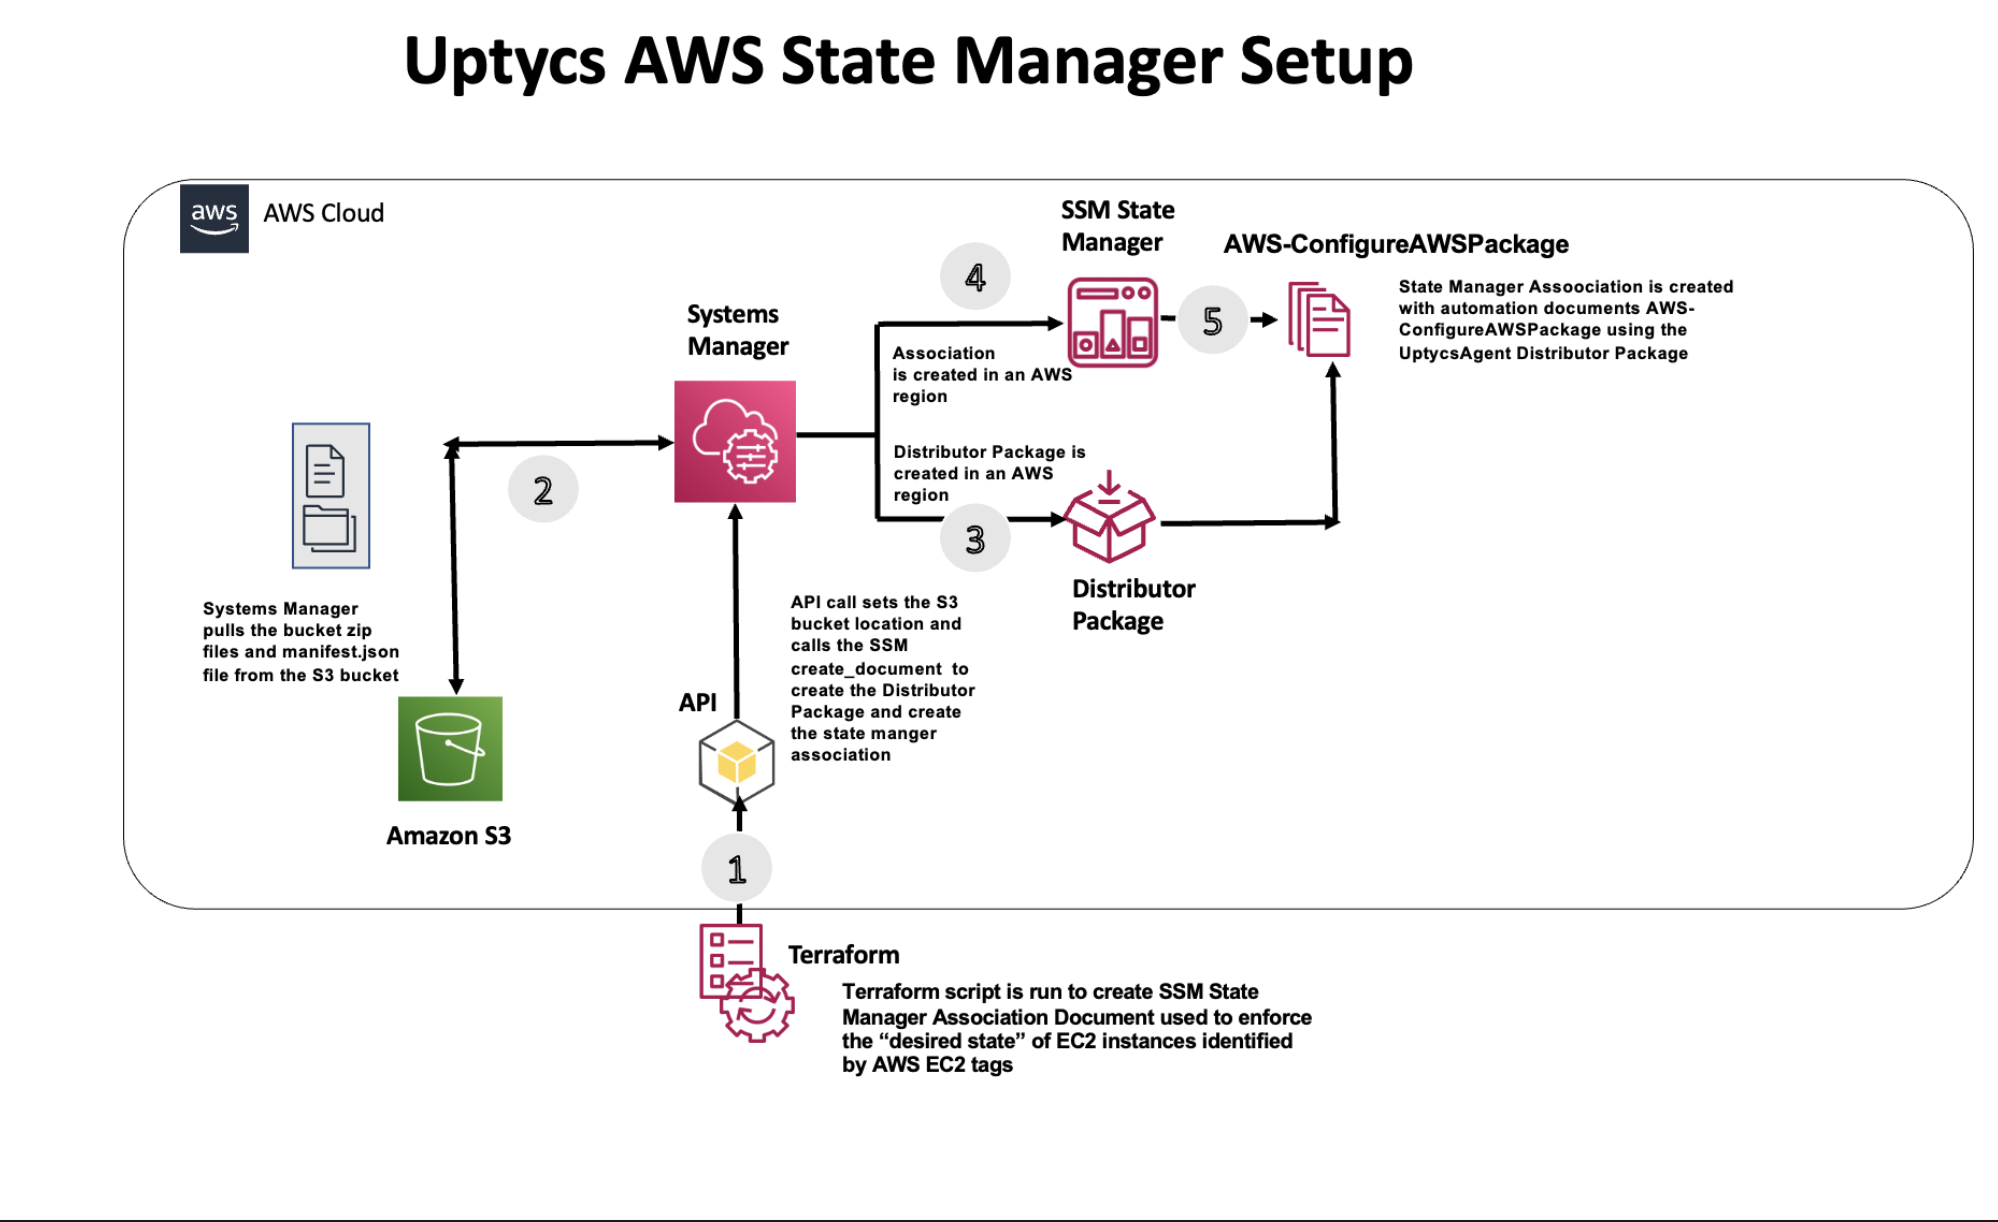 Uptycs AWS State Manager Setup
aws
AWS Cloud
SSM State
Manager
AWS-ConfigureAWSPackage
4
5
State Manager Assoociation is created
with automation documents AWS-
ConfigureAWSPackage using the
UptycsAgent Distributor Package
Systems
Manager
Association
is created in an AWS
region
Distributor Package is
created in an AWS
region
2
3
Distributor
Package
Systems Manager
pulls the bucket zip
files and manifest.json
file from the S3 bucket
API call sets the S3
bucket location and
calls the SSM
create_document to
create the Distributor
Package and create
the state manger
association
API
Amazon S3
1
Terraform
Terraform script is run to create SSM State
Manager Association Document used to enforce
the “desired state” of EC2 instances identified
by AWS EC2 tags